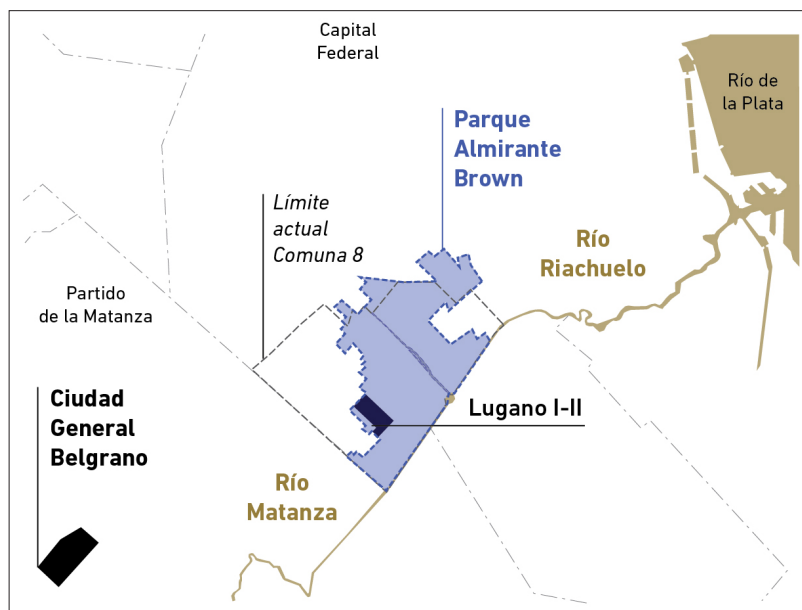 Capital
Federal
Río de
la Plata
Parque
Almirante
Brown
Límite
actual
Comuna 8
Río
Riachuelo
Partido
de la Matanza
Ciudad
General
Belgrano
Lugano I-II
Río
Matanza